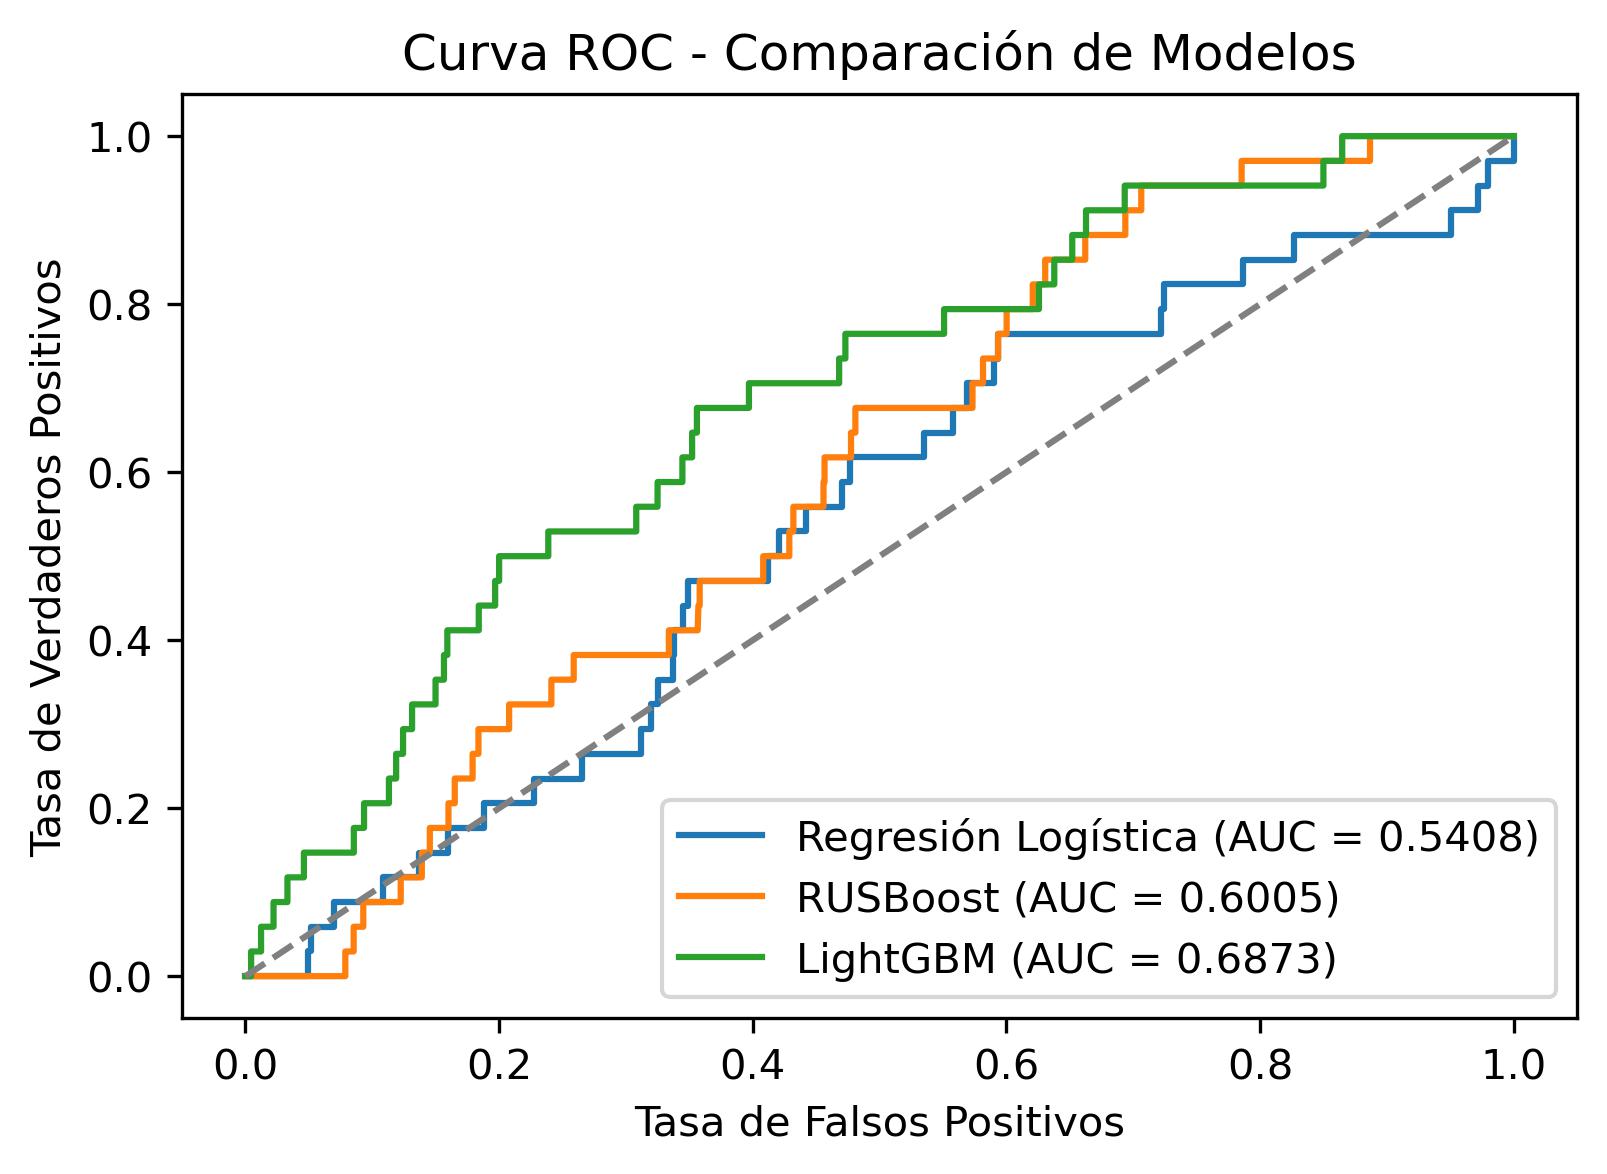 Curva ROC - Comparación de Modelos
Tasa de Verdaderos Positivos
1.0
0.8
0.6
0.4
0.2
0.0
Regresión Logística (AUC = 0.5408)
RUSBoost (AUC = 0.6005)
LightGBM (AUC = 0.6873)
0.0 0.2 0.4 0.6 0.8 1.0
Tasa de Falsos Positivos